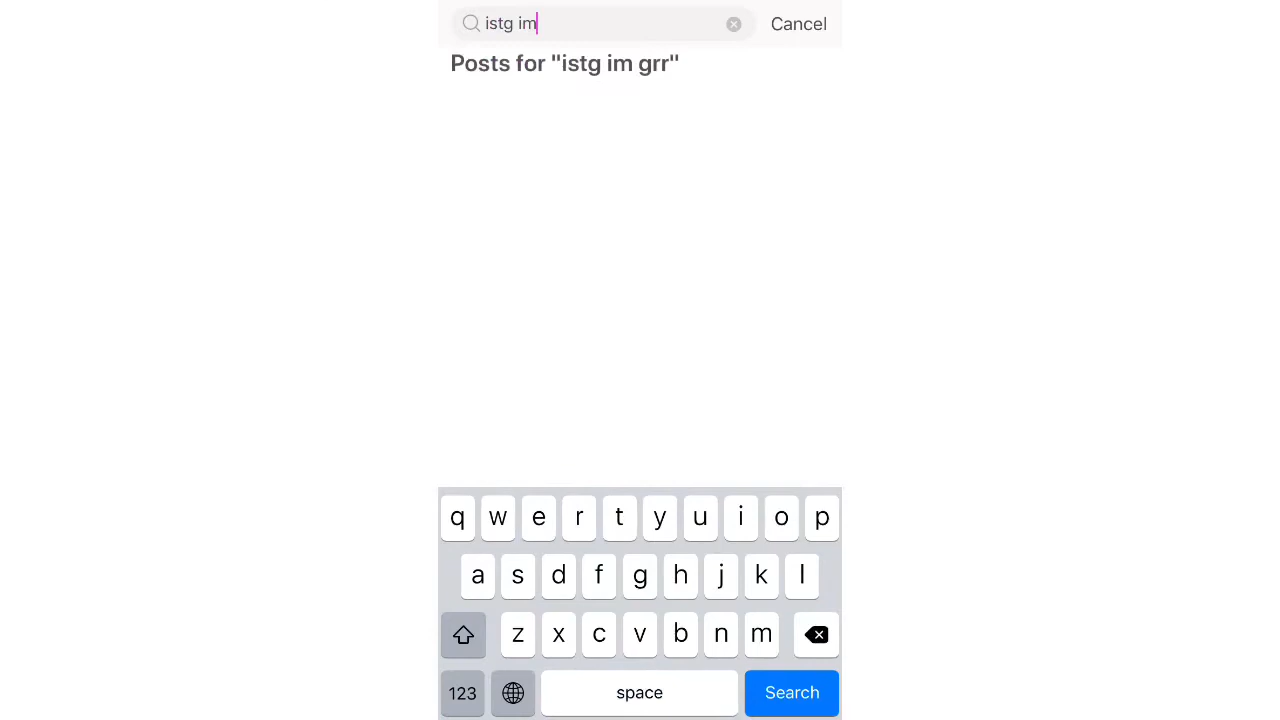 istg im Cancel
Posts for "istg im grr"
q w e r t y u i o p
a s d f g h j k l
z x c v b n m
123 space Search